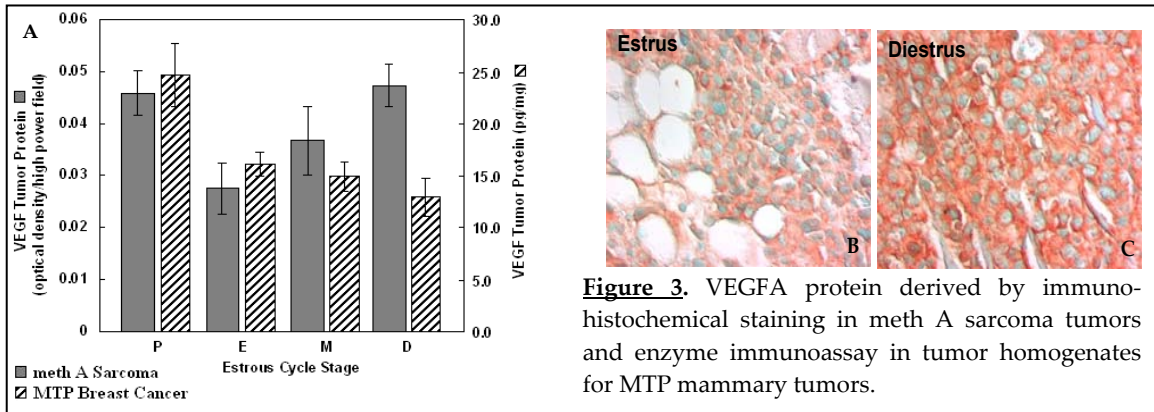 A
0.06
0.05
0.04
0.03
0.02
0.01
0
VEGF Tumor Protein
(optical density/high power field)
30.0
25.0
20.0
15.0
10.0
5.0
0.0
VEGF Tumor Protein (pg/mg)
P E M D
Estrous Cycle Stage
meth A Sarcoma
MTP Breast Cancer
Estrus
B
Diestrus
C
Figure 3. VEGFA protein derived by immuno-
histochemical staining in meth A sarcoma tumors
and enzyme immunoassay in tumor homogenates
for MTP mammary tumors.